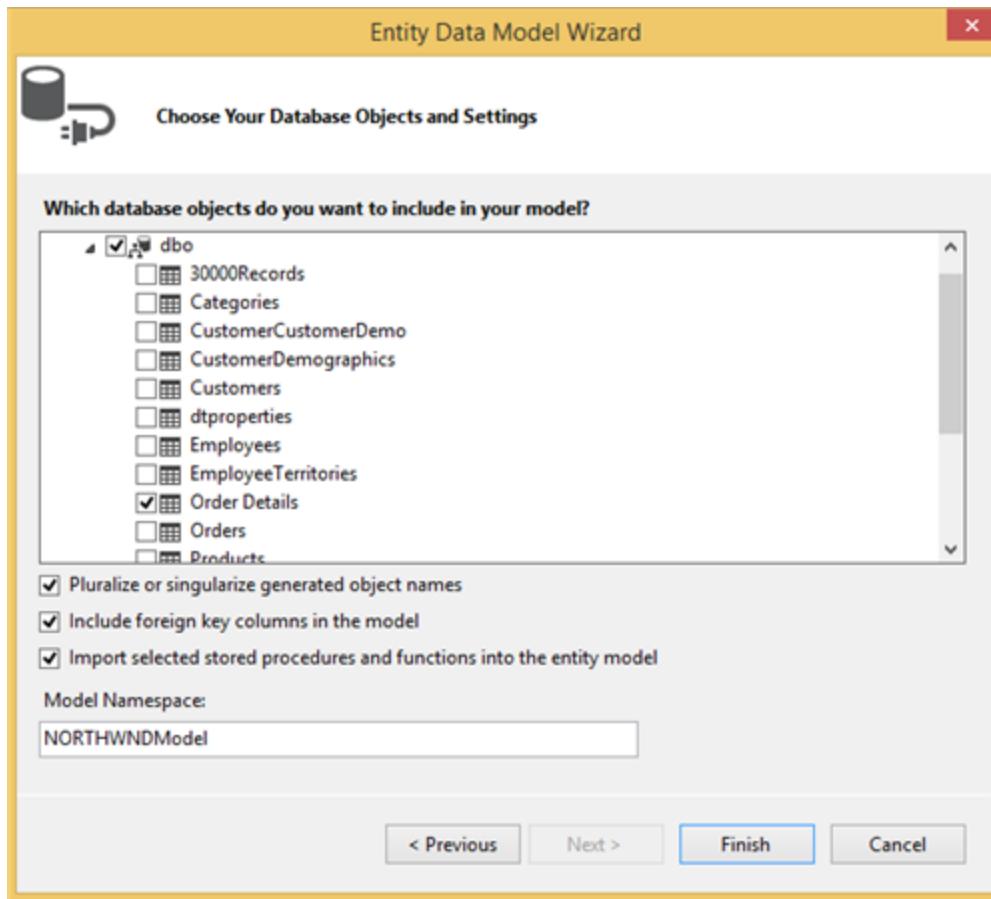 Entity Data Model Wizard
Choose Your Database Objects and Settings
Which database objects do you want to include in your model?
dbo
30000Records
Categories
CustomerCustomerDemo
CustomerDemographics
Customers
dtproperties
Employees
EmployeeTerritories
Order Details
Orders
Products
Pluralize or singularize generated object names
Include foreign key columns in the model
Import selected stored procedures and functions into the entity model
Model Namespace:
NORTHWNDModel
< Previous Next > Finish Cancel